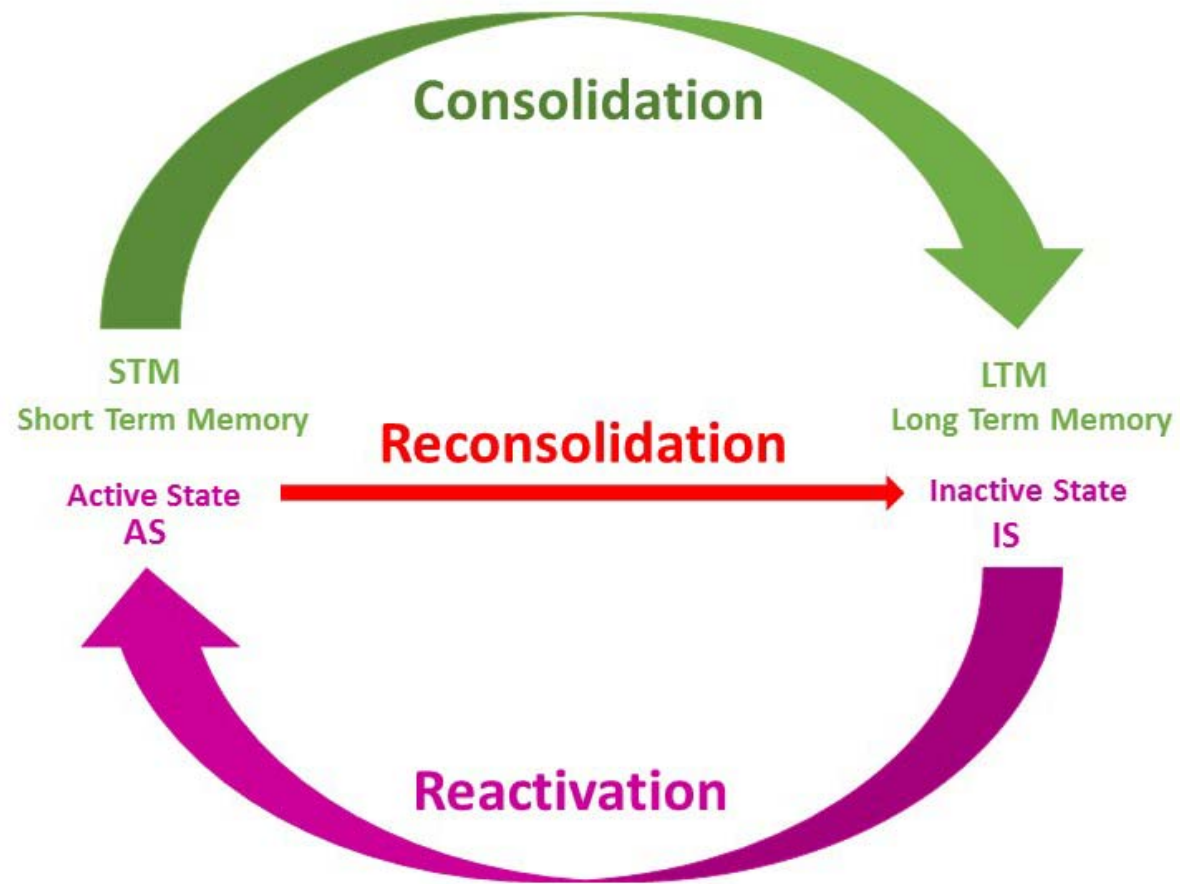 Consolidation
STM
Short Term Memory
LTM
Long Term Memory
Reconsolidation
Active State
AS
Inactive State
IS
Reactivation